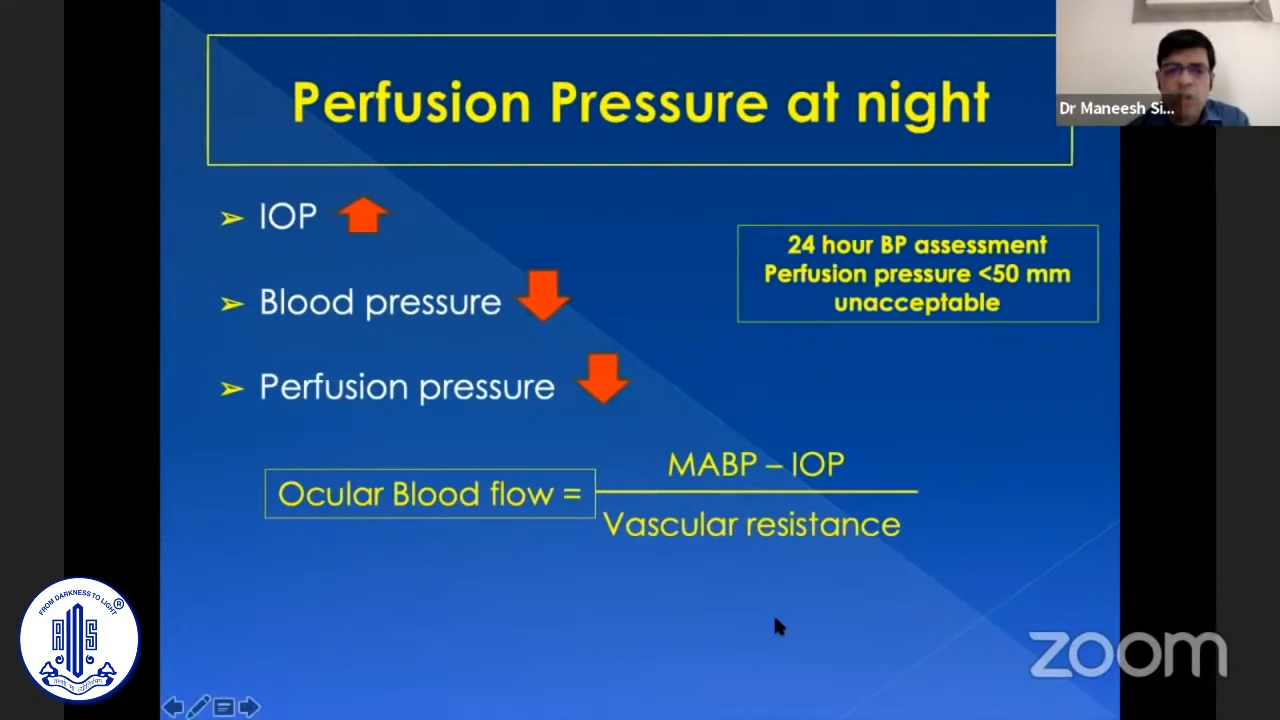 Perfusion Pressure at night
Dr Maneesh Si...
➢ IOP
➢ Blood pressure
➢ Perfusion pressure
24 hour BP assessment
Perfusion pressure <50 mm
unacceptable
Ocular Blood flow =
MABP – IOP
Vascular resistance
FROM DARKNESS TO LIGHT
®
AIOS
zoom